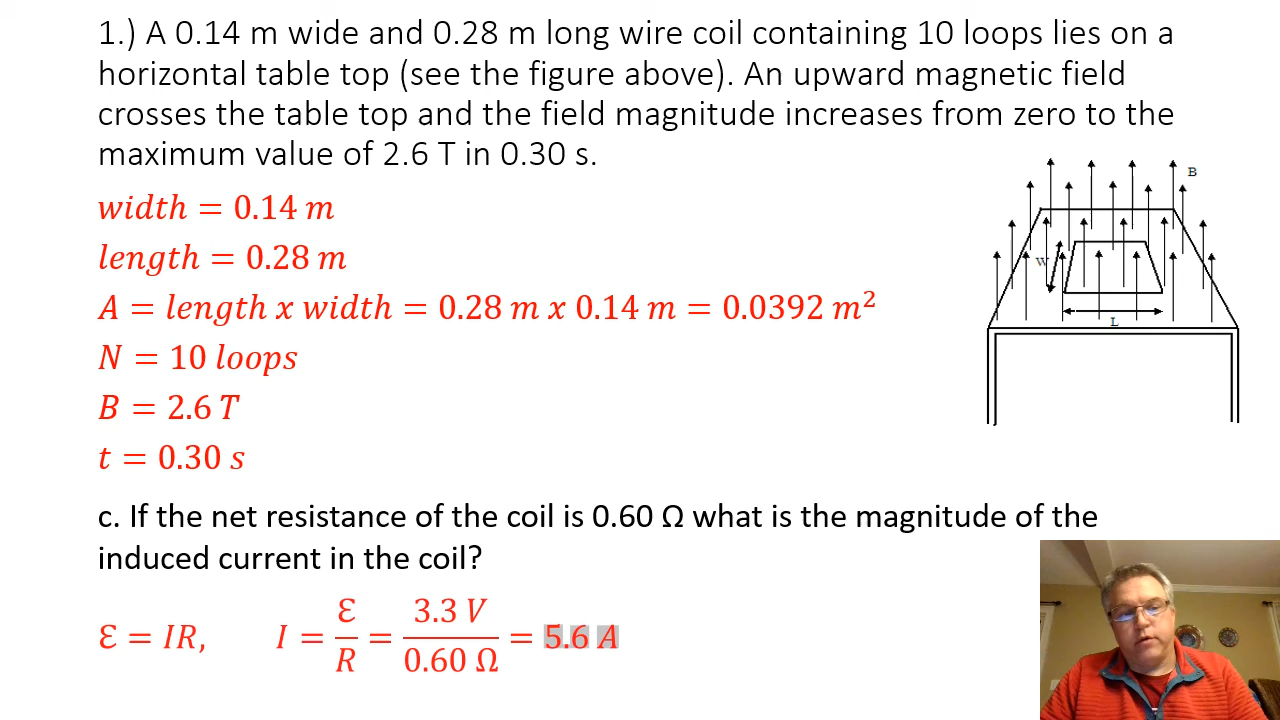 1.) A 0.14 m wide and 0.28 m long wire coil containing 10 loops lies on a
horizontal table top (see the figure above). An upward magnetic field
crosses the table top and the field magnitude increases from zero to the
maximum value of 2.6 T in 0.30 s.
width = 0.14 m
length = 0.28 m
A = length x width = 0.28 m x 0.14 m = 0.0392 m²
N = 10 loops
B = 2.6 T
t = 0.30 s
B
W
L
c. If the net resistance of the coil is 0.60 Ω what is the magnitude of the
induced current in the coil?
Ɛ = IR, I = Ɛ/R = 3.3 V/0.60 Ω = 5.6 A